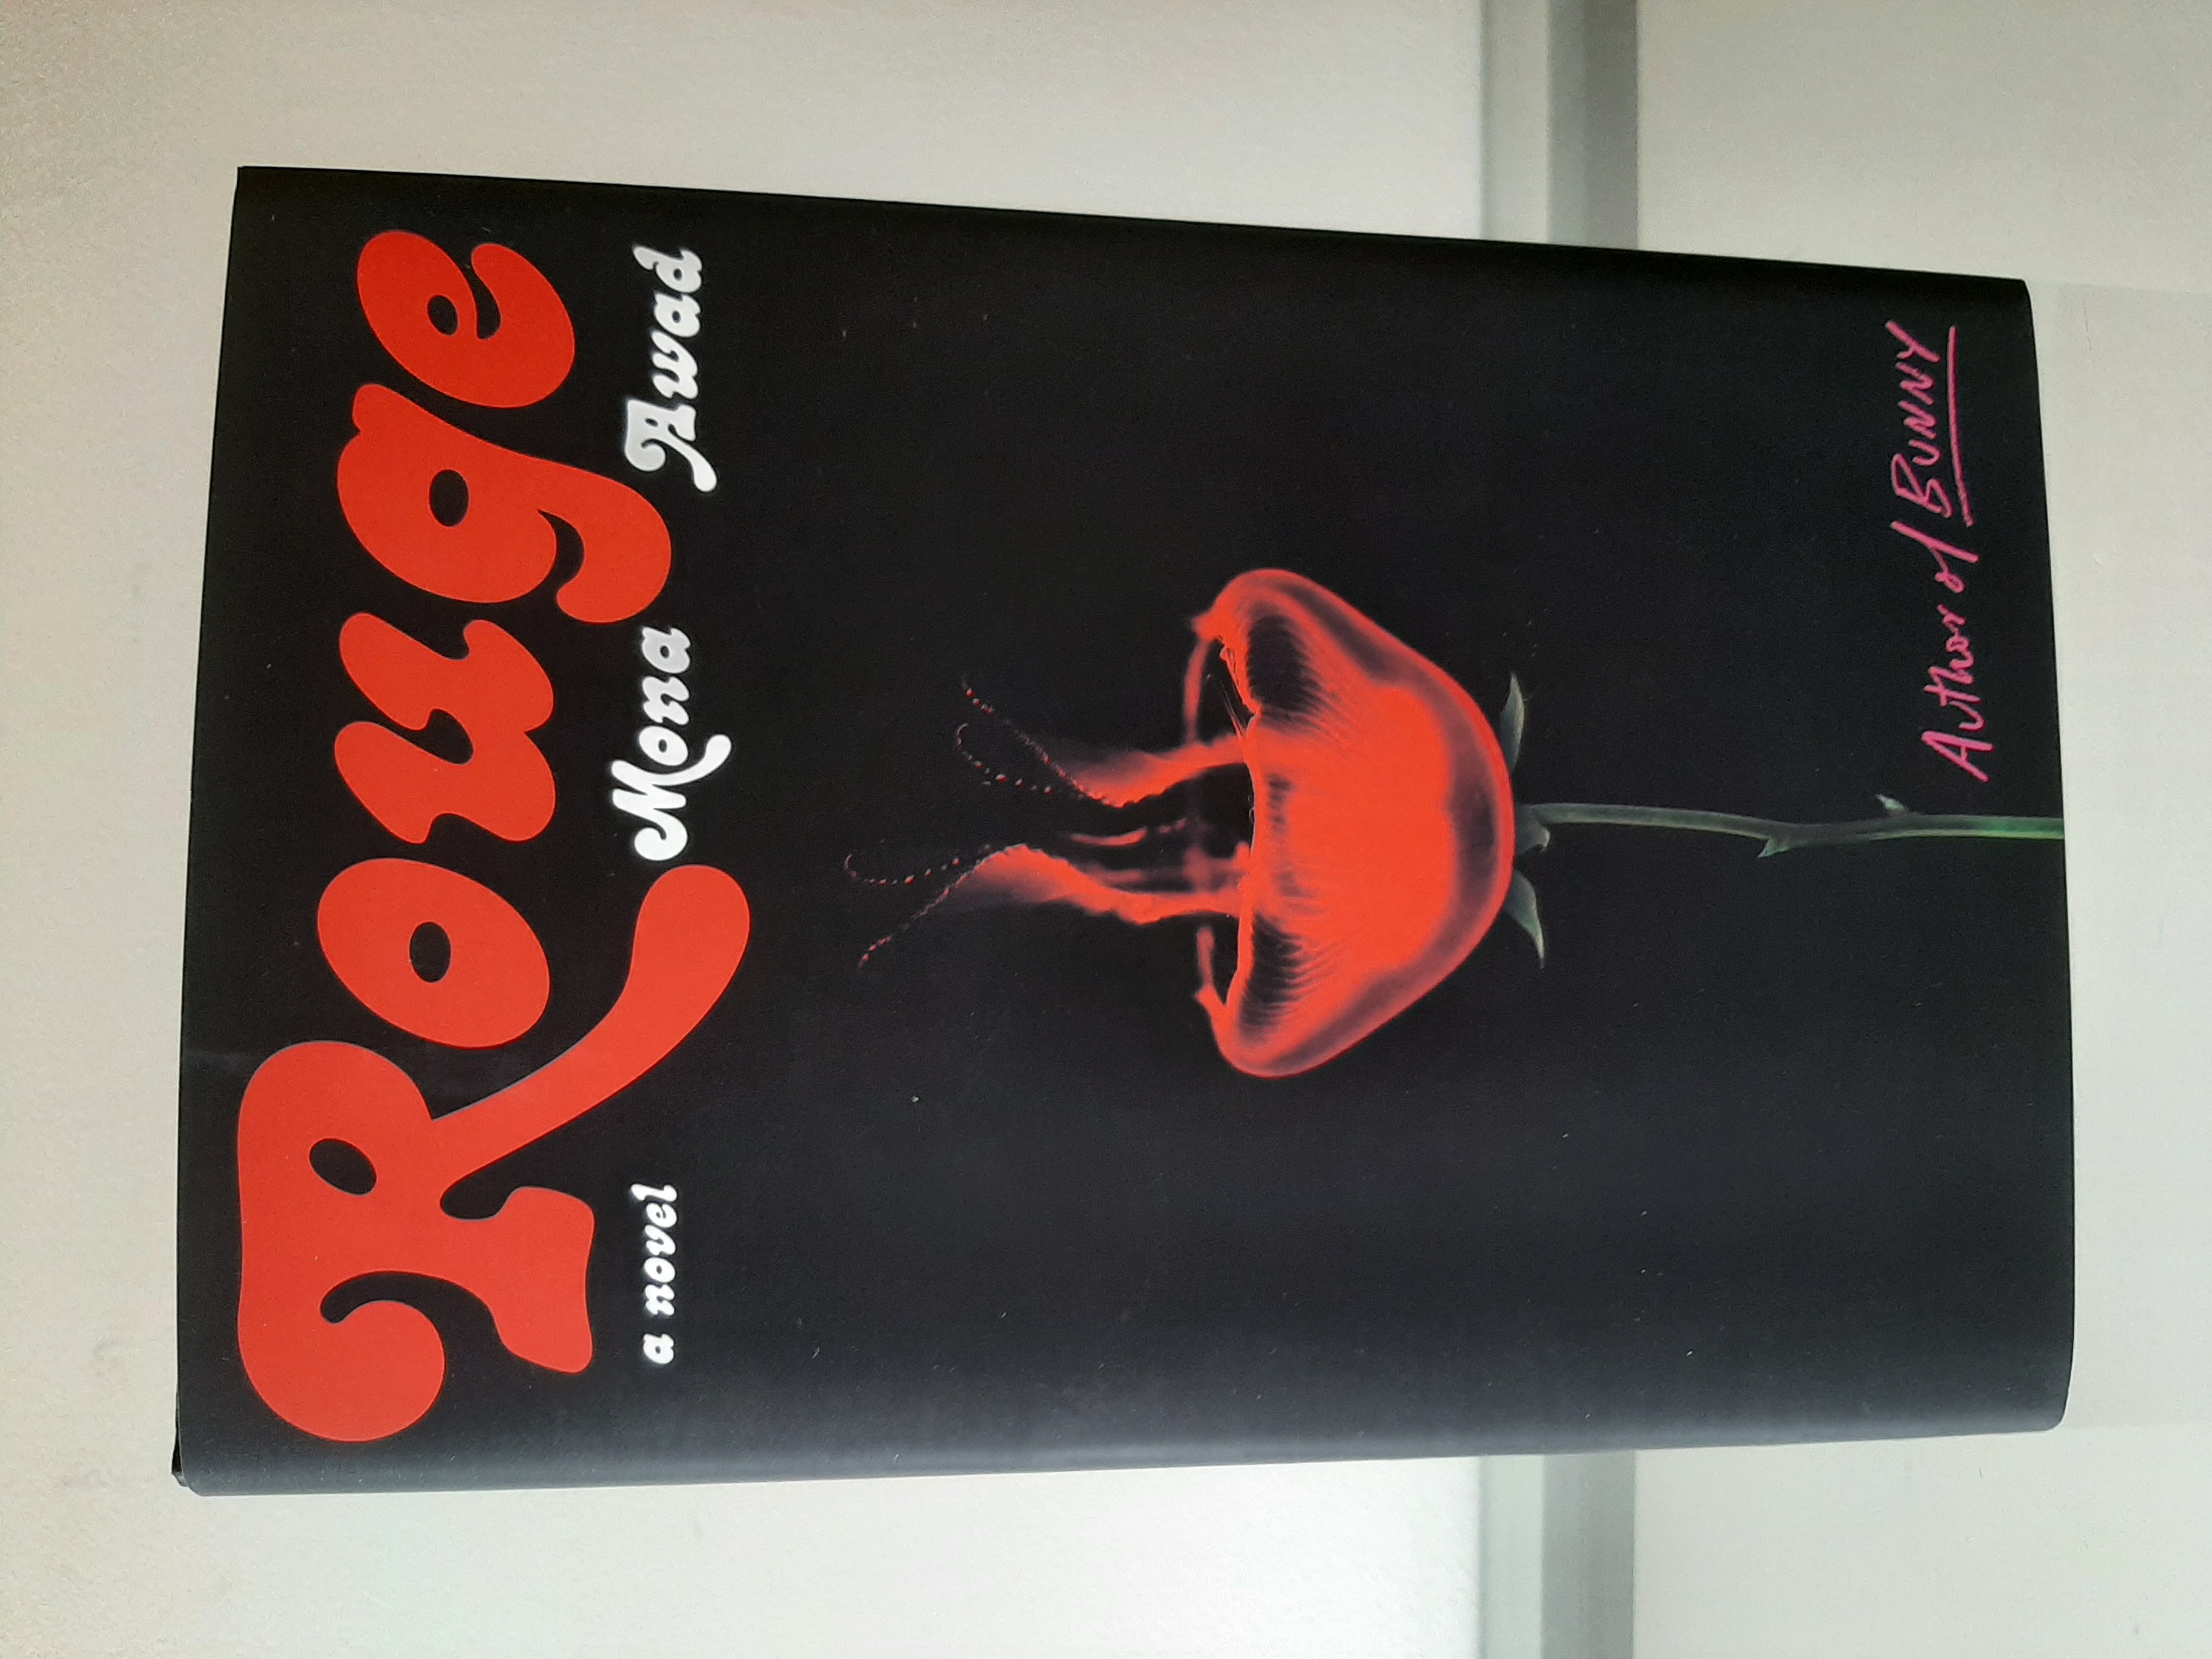 Rouge
a novel
Mona Awad
Author of BUNNY